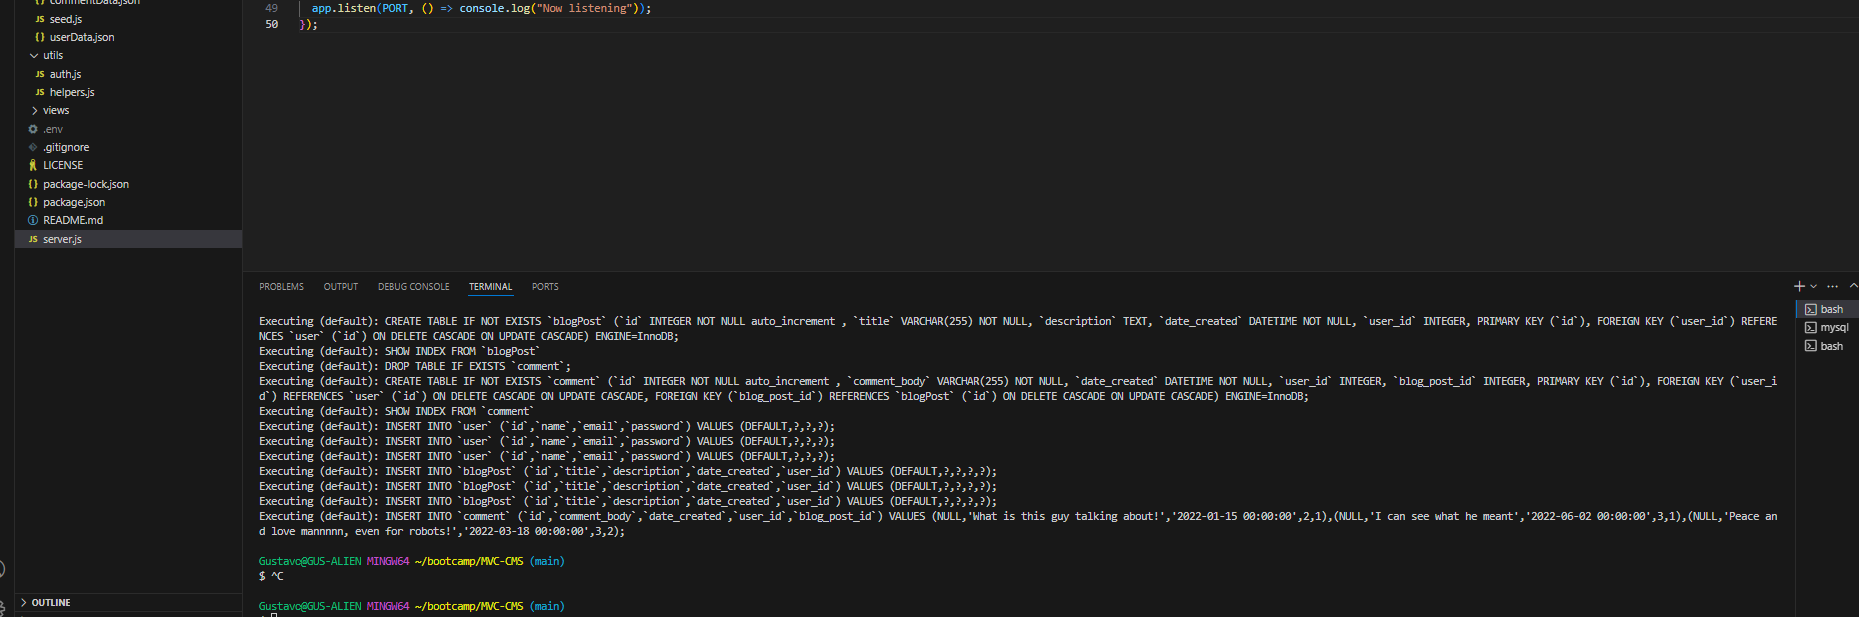 commentData.json
JS seed.js
{} userData.json
utils
JS auth.js
JS helpers.js
views
.env
.gitignore
LICENSE
{} package-lock.json
{} package.json
README.md
JS server.js
OUTLINE
49 app.listen(PORT, () => console.log("Now listening"));
50 });
PROBLEMS OUTPUT DEBUG CONSOLE TERMINAL PORTS
Executing (default): CREATE TABLE IF NOT EXISTS `blogPost` (`id` INTEGER NOT NULL auto_increment , `title` VARCHAR(255) NOT NULL, `description` TEXT, `date_created` DATETIME NOT NULL, `user_id` INTEGER, PRIMARY KEY (`id`), FOREIGN KEY (`user_id`) REFERE
NCES `user` (`id`) ON DELETE CASCADE ON UPDATE CASCADE) ENGINE=InnoDB;
Executing (default): SHOW INDEX FROM `blogPost`
Executing (default): DROP TABLE IF EXISTS `comment`;
Executing (default): CREATE TABLE IF NOT EXISTS `comment` (`id` INTEGER NOT NULL auto_increment , `comment_body` VARCHAR(255) NOT NULL, `date_created` DATETIME NOT NULL, `user_id` INTEGER, `blog_post_id` INTEGER, PRIMARY KEY (`id`), FOREIGN KEY (`user_i
d`) REFERENCES `user` (`id`) ON DELETE CASCADE ON UPDATE CASCADE, FOREIGN KEY (`blog_post_id`) REFERENCES `blogPost` (`id`) ON DELETE CASCADE ON UPDATE CASCADE) ENGINE=InnoDB;
Executing (default): SHOW INDEX FROM `comment`
Executing (default): INSERT INTO `user` (`id`,`name`,`email`,`password`) VALUES (DEFAULT,?,?,?);
Executing (default): INSERT INTO `user` (`id`,`name`,`email`,`password`) VALUES (DEFAULT,?,?,?);
Executing (default): INSERT INTO `user` (`id`,`name`,`email`,`password`) VALUES (DEFAULT,?,?,?);
Executing (default): INSERT INTO `blogPost` (`id`,`title`,`description`,`date_created`,`user_id`) VALUES (DEFAULT,?,?,?,?);
Executing (default): INSERT INTO `blogPost` (`id`,`title`,`description`,`date_created`,`user_id`) VALUES (DEFAULT,?,?,?,?);
Executing (default): INSERT INTO `blogPost` (`id`,`title`,`description`,`date_created`,`user_id`) VALUES (DEFAULT,?,?,?,?);
Executing (default): INSERT INTO `comment` (`id`,`comment_body`,`date_created`,`user_id`,`blog_post_id`) VALUES (NULL,'What is this guy talking about!','2022-01-15 00:00:00',2,1),(NULL,'I can see what he meant','2022-06-02 00:00:00',3,1),(NULL,'Peace an
d love mannnnn, even for robots!','2022-03-18 00:00:00',3,2);
Gustavo@GUS-ALIEN MINGW64 ~/bootcamp/MVC-CMS (main)
$ ^C
Gustavo@GUS-ALIEN MINGW64 ~/bootcamp/MVC-CMS (main)
bash
mysql
bash